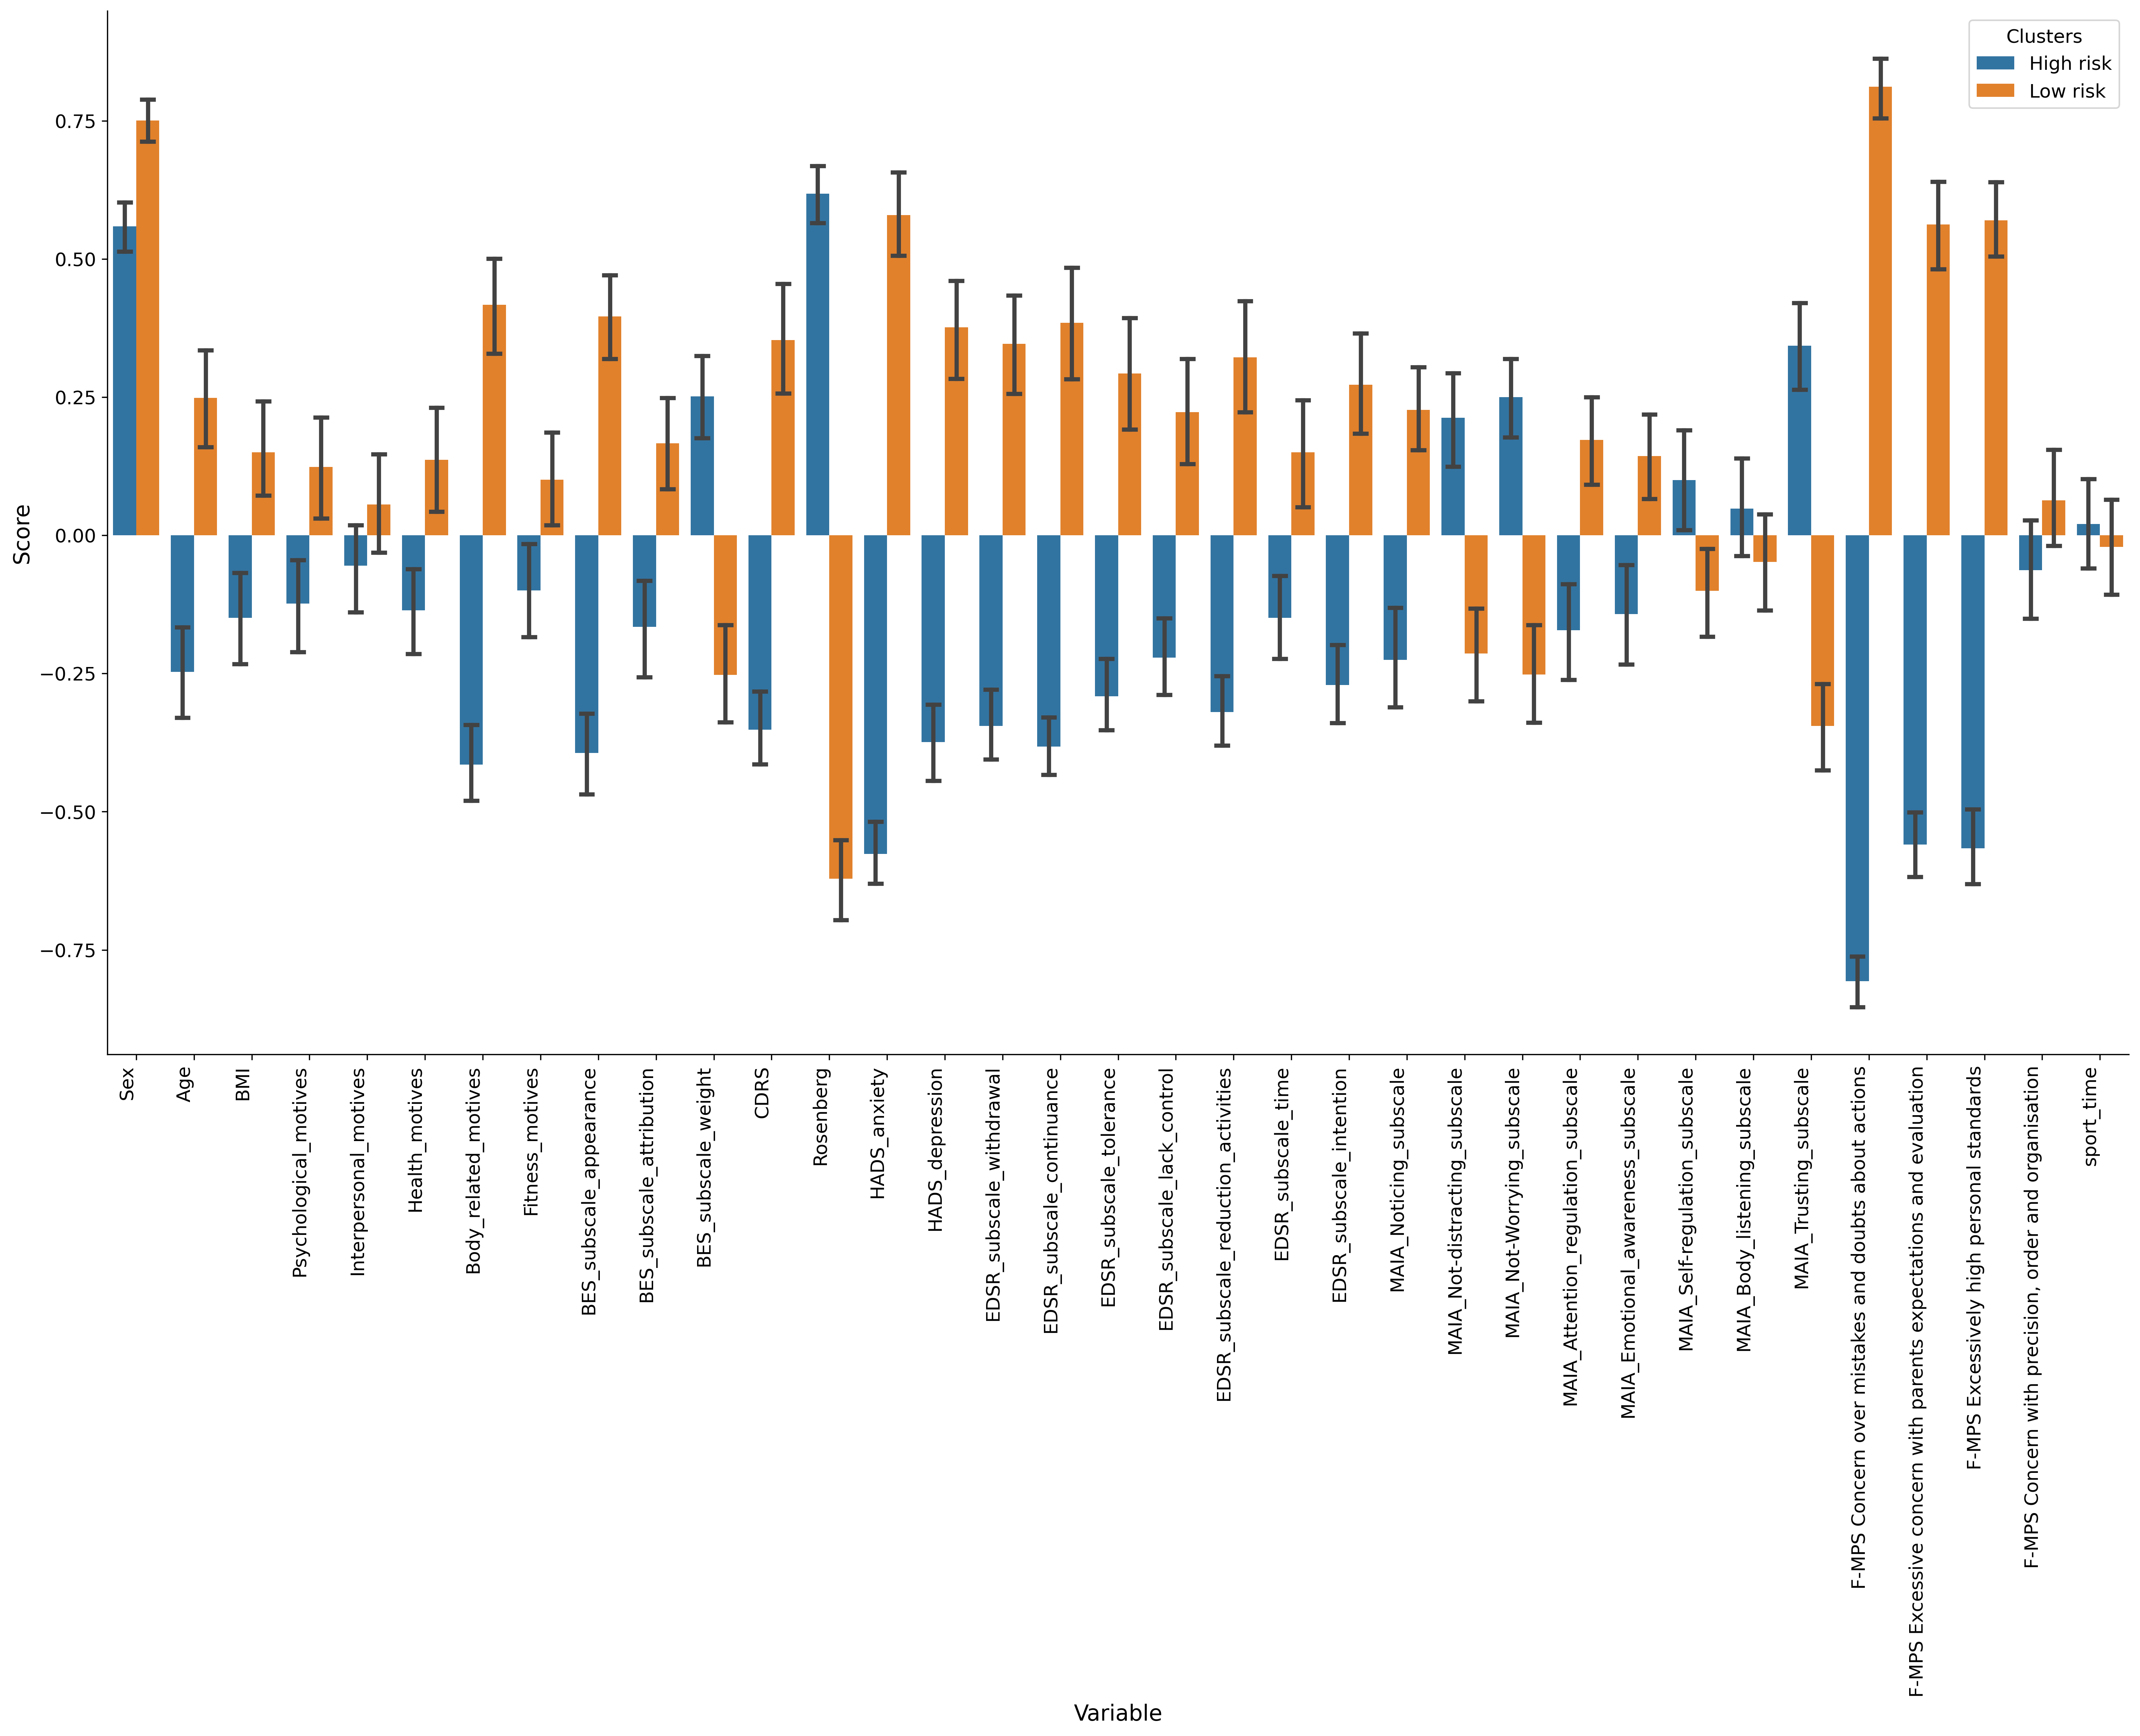 Clusters
High risk
Low risk
Score
0.75
0.50
0.25
0.00
−0.25
−0.50
−0.75
Sex
Age
BMI
Psychological_motives
Interpersonal_motives
Health_motives
Body_related_motives
Fitness_motives
BES_subscale_appearance
BES_subscale_attribution
BES_subscale_weight
CDRS
Rosenberg
HADS_anxiety
HADS_depression
EDSR_subscale_withdrawal
EDSR_subscale_continuance
EDSR_subscale_tolerance
EDSR_subscale_lack_control
EDSR_subscale_reduction_activities
EDSR_subscale_time
EDSR_subscale_intention
MAIA_Noticing_subscale
MAIA_Not-distracting_subscale
MAIA_Not-Worrying_subscale
MAIA_Attention_regulation_subscale
MAIA_Emotional_awareness_subscale
MAIA_Self-regulation_subscale
MAIA_Body_listening_subscale
MAIA_Trusting_subscale
F-MPS Concern over mistakes and doubts about actions
F-MPS Excessive concern with parents expectations and evaluation
F-MPS Excessively high personal standards
F-MPS Concern with precision, order and organisation
sport_time
Variable